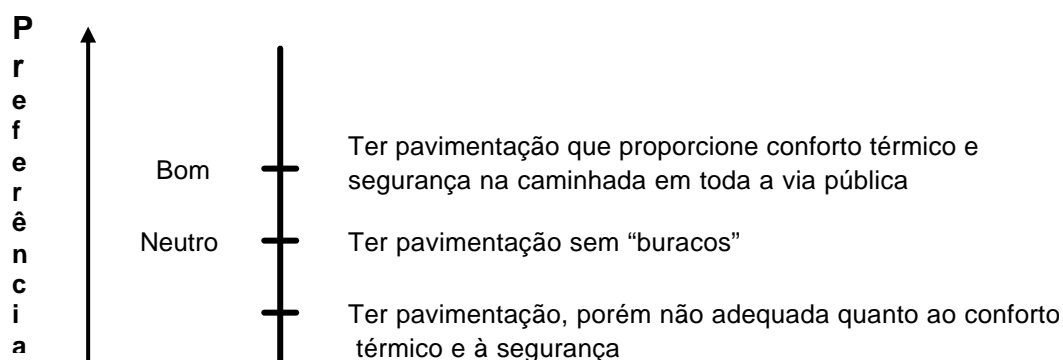 Preferência
Bom
Ter pavimentação que proporcione conforto térmico e
segurança na caminhada em toda a via pública
Neutro
Ter pavimentação sem “buracos”
Ter pavimentação, porém não adequada quanto ao conforto
térmico e à segurança